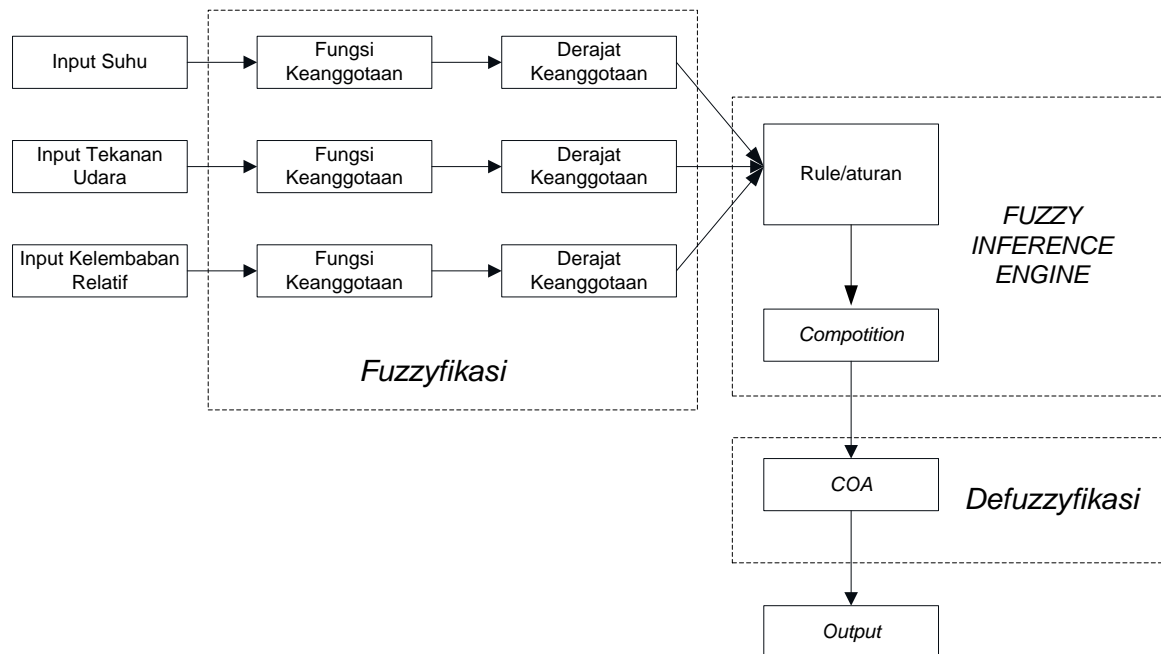 Input Suhu
Fungsi
Keanggotaan
Derajat
Keanggotaan
Input Tekanan
Udara
Fungsi
Keanggotaan
Derajat
Keanggotaan
Input Kelembaban
Relatif
Fungsi
Keanggotaan
Derajat
Keanggotaan
Fuzzyfikasi
Rule/aturan
FUZZY
INFERENCE
ENGINE
Compotition
COA
Defuzzyfikasi
Output